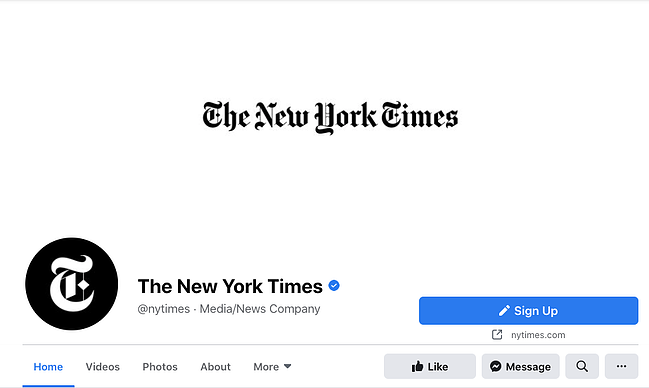 The New York Times
T
The New York Times
@nytimes · Media/News Company
Sign Up
nytimes.com
Home Videos Photos About More Like Message